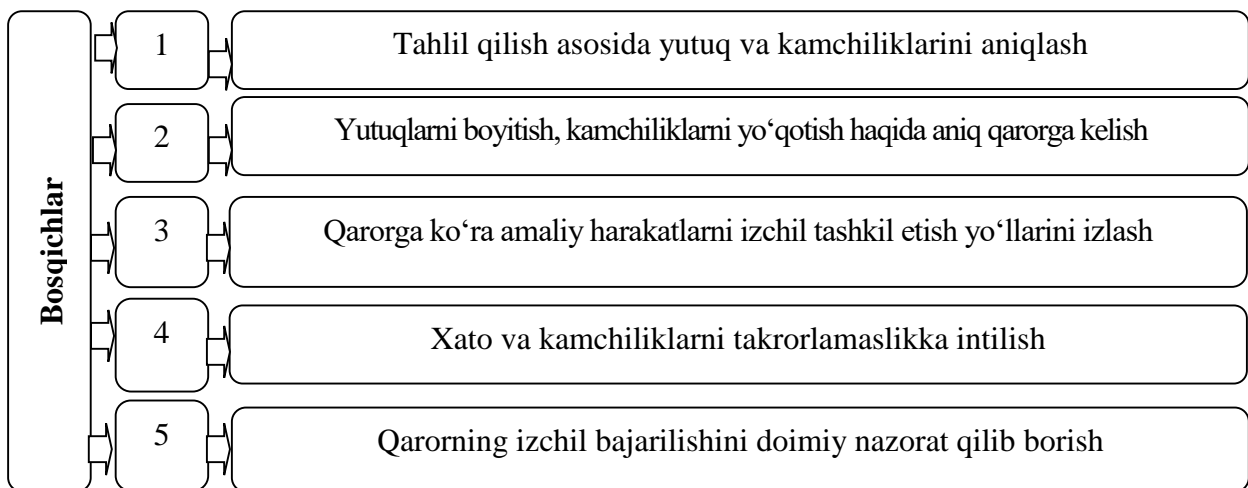 Bosqichlar
1
Tahlil qilish asosida yutuq va kamchiliklarini aniqlash
2
Yutuqlarni boyitish, kamchiliklarni yo‘qotish haqida aniq qarorga kelish
3
Qarorga ko‘ra amaliy harakatlarni izchil tashkil etish yo‘llarini izlash
4
Xato va kamchiliklarni takrorlamaslikka intilish
5
Qarorning izchil bajarilishini doimiy nazorat qilib borish